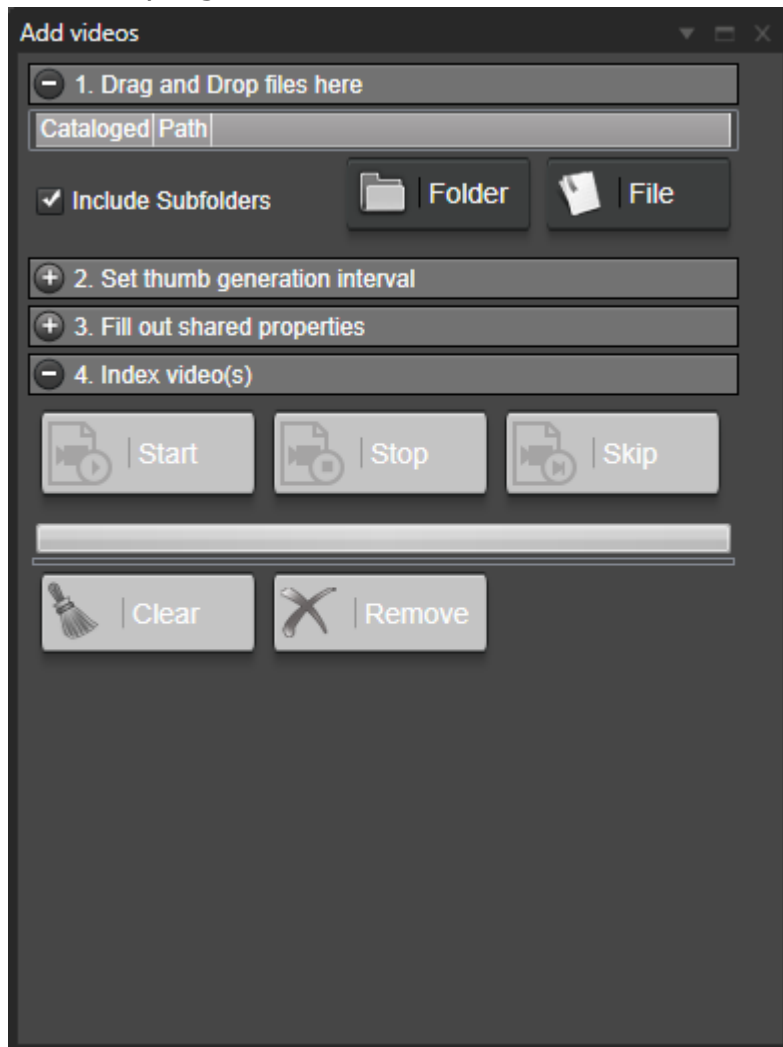 Add videos
1. Drag and Drop files here
Cataloged Path
Include Subfolders Folder File
2. Set thumb generation interval
3. Fill out shared properties
4. Index video(s)
Start Stop Skip
Clear Remove